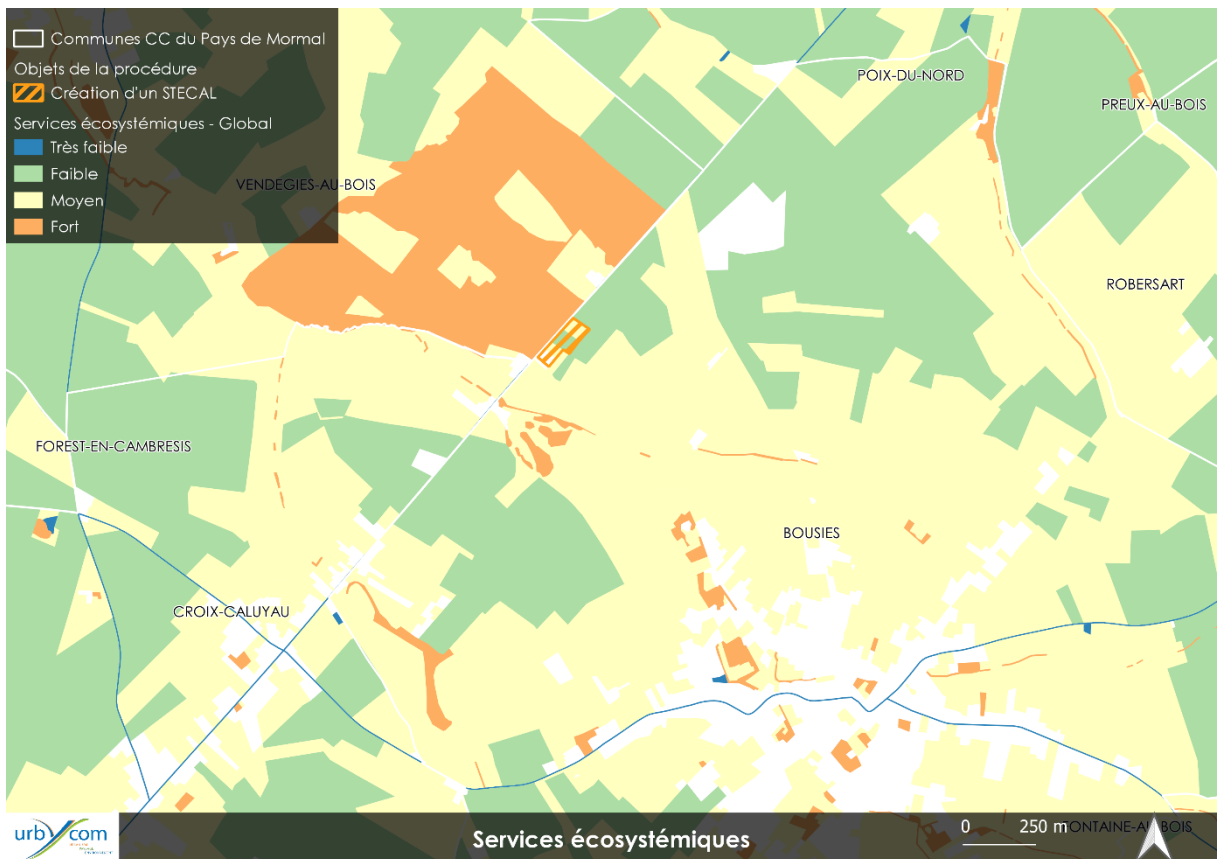 Communes CC du Pays de Mormal
Objets de la procédure
Création d'un STECAL
Services écosystémiques - Global
Très faible
Faible
Moyen
Fort
POIX-DU-NORD
PREUX-AU-BOIS
VENDEGIES-AU-BOIS
ROBERSART
FOREST-EN-CAMBRESIS
BOUSIES
CROIX-CALUYAU
urbycom
Services écosystémiques
0 250 m
FONTAINE-AU-BOIS